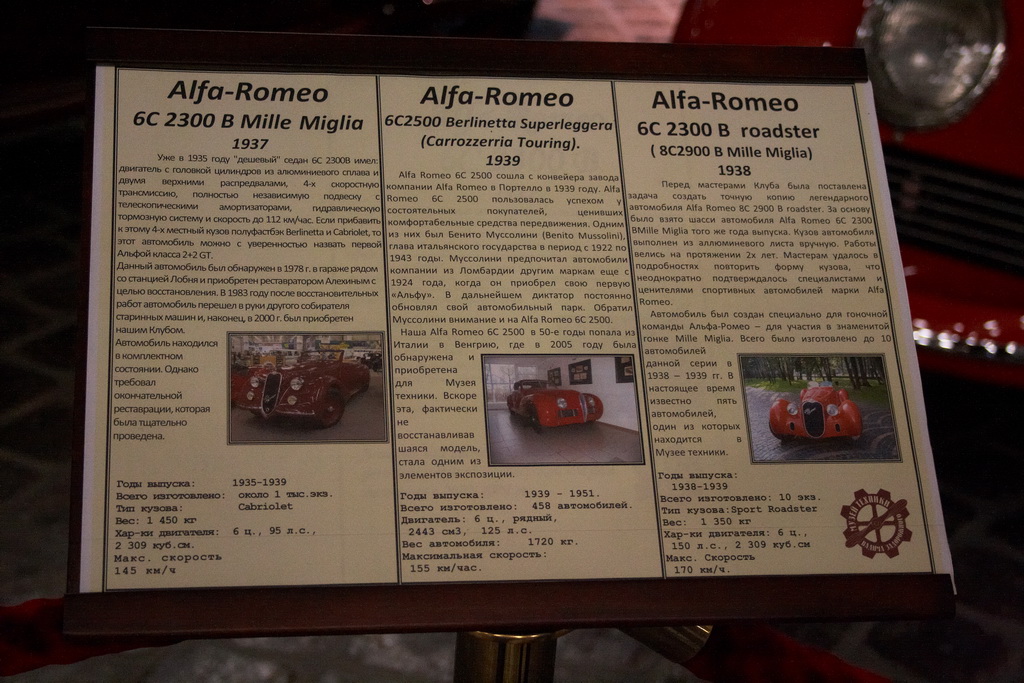 Alfa-Romeo
6C 2300 B Mille Miglia
1937
Уже в 1935 году "дешевый" седан 6С 2300В имел:
двигатель с головкой цилиндров из алюминиевого сплава и
двумя верхними распредвалами, 4-х скоростную
трансмиссию, полностью независимую подвеску с
телескопическими амортизаторами, гидравлическую
тормозную систему и скорость до 112 км/час. Если прибавить
к этому 4-х местный кузов полуфастбэк Berlinetta и Cabriolet, то
этот автомобиль можно с уверенностью назвать первой
Альфой класса 2+2 GT.
Данный автомобиль был обнаружен в 1978 г. в гараже рядом
со станцией Лобня и приобретен реставратором Алехиным с
целью восстановления. В 1983 году после восстановительных
работ автомобиль перешел в руки другого собирателя
старинных машин и, наконец, в 2000 г. был приобретен
нашим Клубом.
Автомобиль находился
в комплектном
состоянии. Однако
требовал
окончательной
реставрации, которая
была тщательно
проведена.
Годы выпуска: 1935-1939
Всего изготовлено: около 1 тыс.экз.
Тип кузова: Cabriolet
Вес: 1 450 кг
Хар-ки двигателя: 6 ц., 95 л.с.,
2 309 куб.см.
Макс. скорость
145 км/ч
Alfa-Romeo
6C2500 Berlinetta Superleggera
(Carrozzerria Touring).
1939
Alfa Romeo 6C 2500 сошла с конвейера завода
компании Alfa Romeo в Портелло в 1939 году. Alfa
Romeo 6C 2500 пользовалась успехом у
состоятельных покупателей, ценивших
комфортабельные средства передвижения. Одним
из них был Бенито Муссолини (Benito Mussolini),
глава итальянского государства в период с 1922 по
1943 годы. Муссолини предпочитал автомобили
компании из Ломбардии другим маркам еще с
1924 года, когда он приобрел свою первую
«Альфу». В дальнейшем диктатор постоянно
обновлял свой автомобильный парк. Обратил
Муссолини внимание и на Alfa Romeo 6C 2500.
Наша Alfa Romeo 6C 2500 в 50-е годы попала из
Италии в Венгрию, где в 2005 году была
обнаружена и
приобретена
для Музея
техники. Вскоре
эта, фактически
не
восстанавливав
шаяся модель,
стала одним из
элементов экспозиции.
Годы выпуска: 1939 - 1951.
Всего изготовлено: 458 автомобилей.
Двигатель: 6 ц., рядный,
2443 см3, 125 л.с.
Вес автомобиля: 1720 кг.
Максимальная скорость:
155 км/час.
Alfa-Romeo
6C 2300 B roadster
( 8C2900 B Mille Miglia)
1938
Перед мастерами Клуба была поставлена
задача создать точную копию легендарного
автомобиля Alfa Romeo 8C 2900 B roadster. За основу
было взято шасси автомобиля Alfa Romeo 6C 2300
BMille Miglia того же года выпуска. Кузов автомобиля
выполнен из аллюминевого листа вручную. Работы
велись на протяжении 2х лет. Мастерам удалось в
подробностях повторить форму кузова, что
неоднократно подтверждалось специалистами и
ценителями спортивных автомобилей марки Alfa
Romeo.
Автомобиль был создан специально для гоночной
команды Альфа-Ромео – для участия в знаменитой
гонке Mille Miglia. Всего было изготовлено до 10
автомобилей
данной серии в
1938 – 1939 гг. В
настоящее время
известно пять
автомобилей,
один из которых
находится в
Музее техники.
Годы выпуска:
1938-1939
Всего изготовлено: 10 экз.
Тип кузова:Sport Roadster
Вес: 1 350 кг
Хар-ки двигателя: 6 ц.,
150 л.с., 2 309 куб.см
Макс. Скорость
170 км/ч.
МУЗЕЙ ТЕХНИКИ